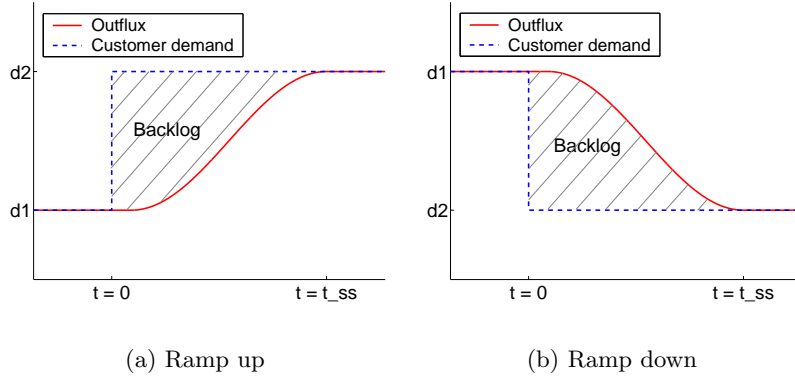 Outflux
Customer demand
d2
Backlog
d1
t = 0
t = t_ss
(a) Ramp up
Outflux
Customer demand
d1
Backlog
d2
t = 0
t = t_ss
(b) Ramp down